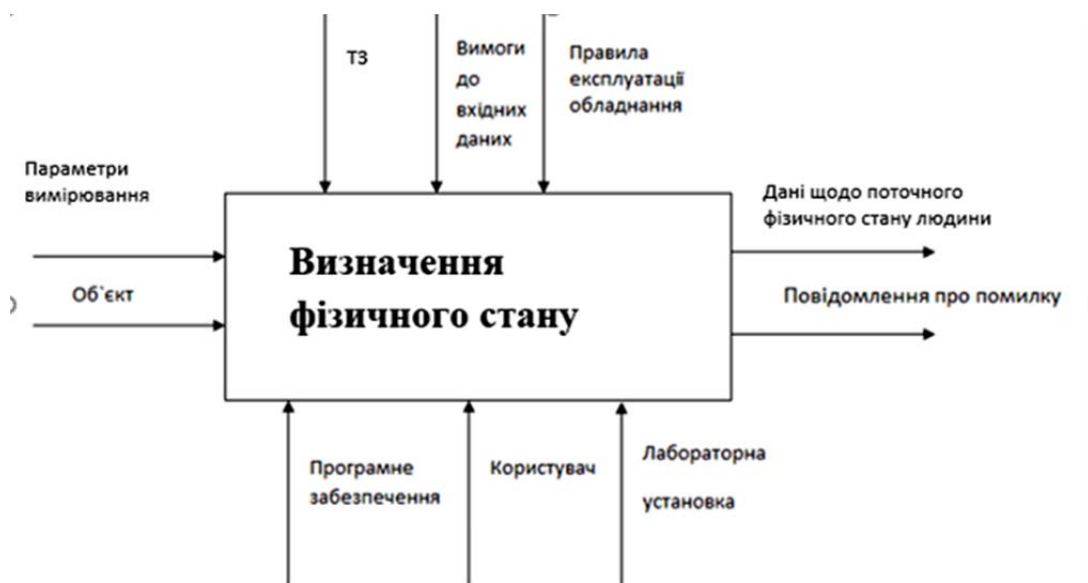 ТЗ
Вимоги
до
вхідних
даних
Правила
експлуатації
обладнання
Параметри
вимірювання
Об`єкт
Визначення
фізичного стану
Дані щодо поточного
фізичного стану людини
Повідомлення про помилку
Програмне
забезпечення
Користувач
Лабораторна
установка